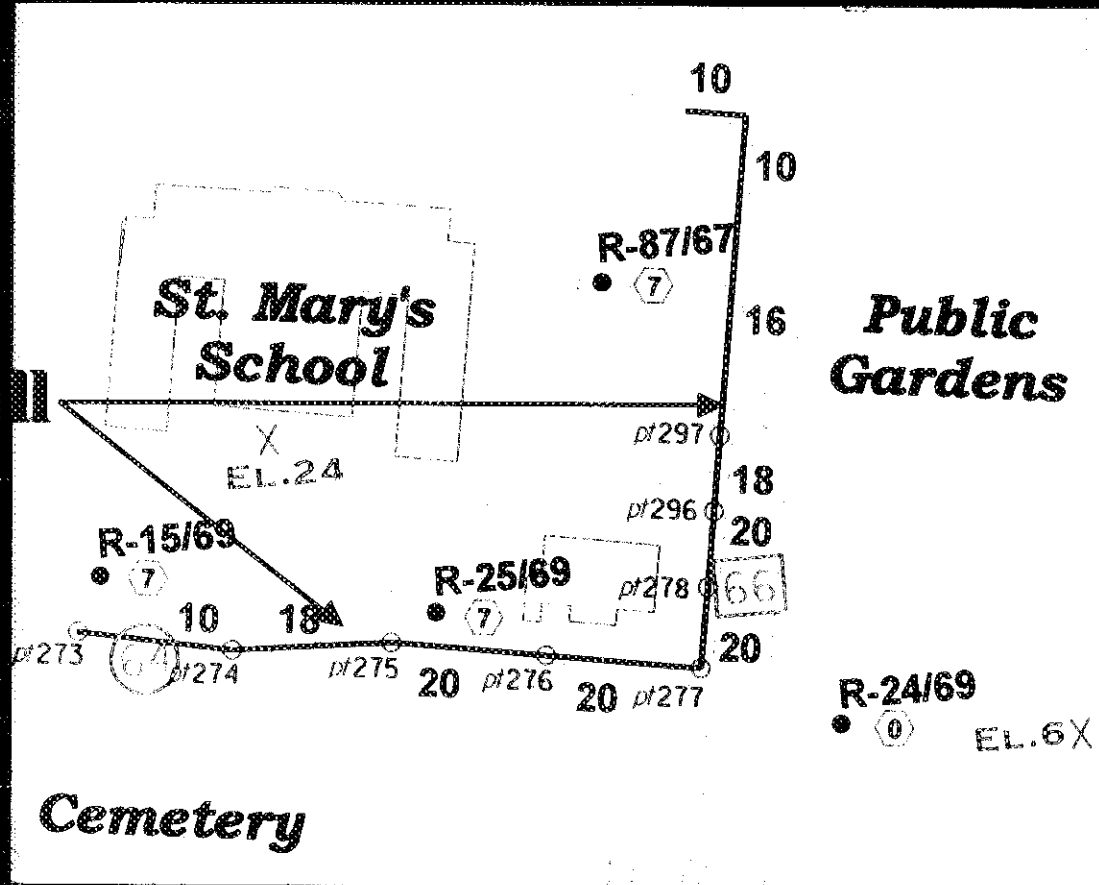 10
10
R-87/67
7
16
St. Mary's
School
Public
Gardens
ll
pt297
X
EL.24
18
pt296
20
R-15/69
7
R-25/69
7
pt278
66
10
18
20
pt273
64
pt274
pt275
20
pt276
20
pt277
R-24/69
0
EL.6X
Cemetery